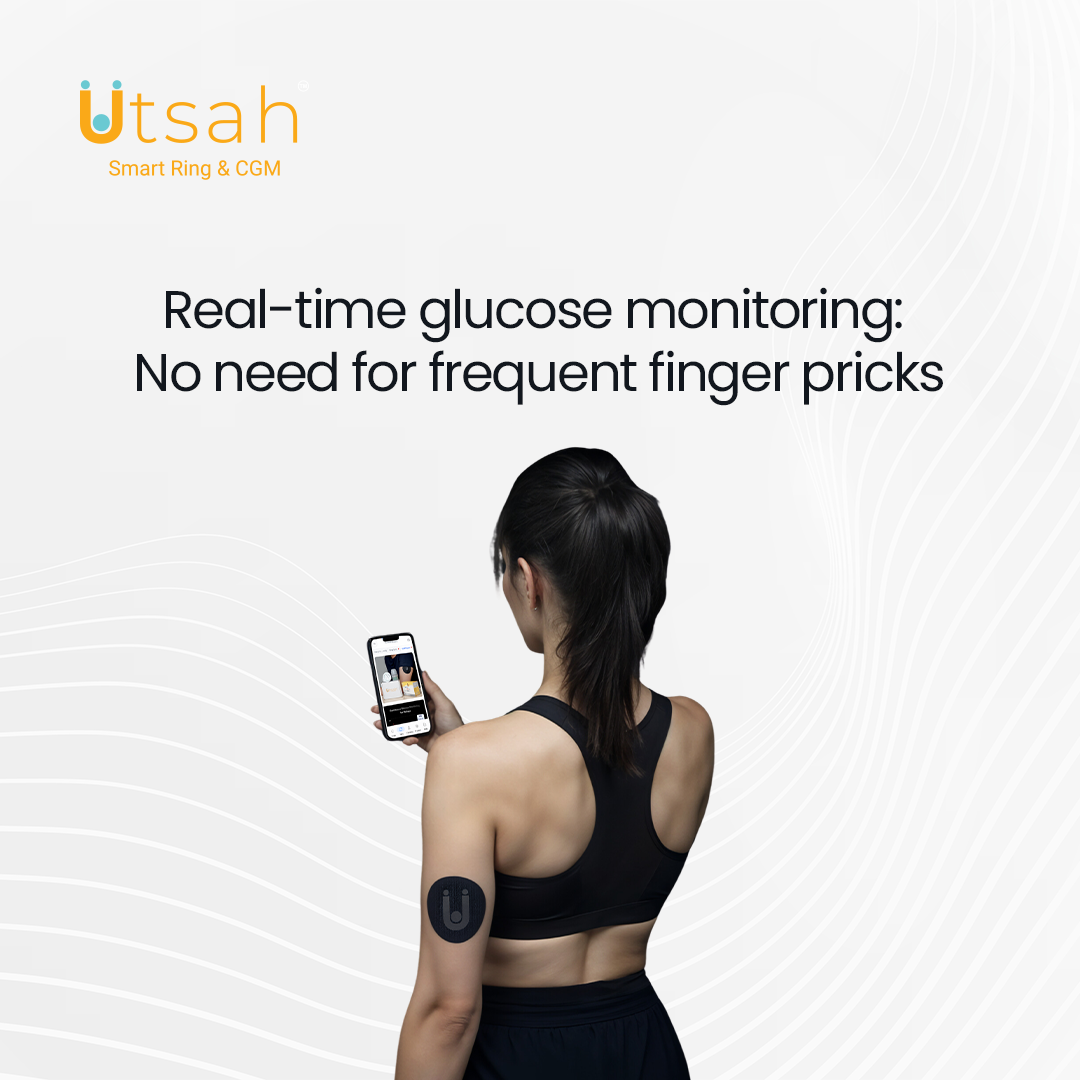 Utsah
Smart Ring & CGM
Real-time glucose monitoring:
No need for frequent finger pricks